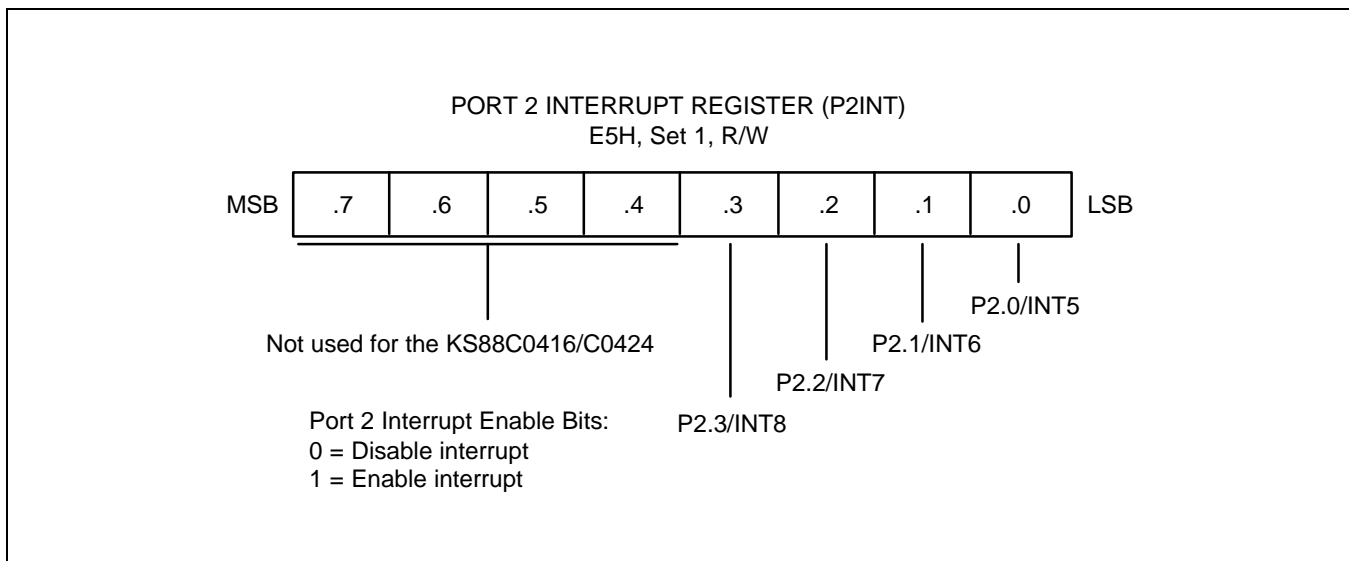 PORT 2 INTERRUPT REGISTER (P2INT)
E5H, Set 1, R/W
MSB .7 .6 .5 .4 .3 .2 .1 .0 LSB
P2.0/INT5
Not used for the KS88C0416/C0424 P2.1/INT6
P2.2/INT7
Port 2 Interrupt Enable Bits: P2.3/INT8
0 = Disable interrupt
1 = Enable interrupt